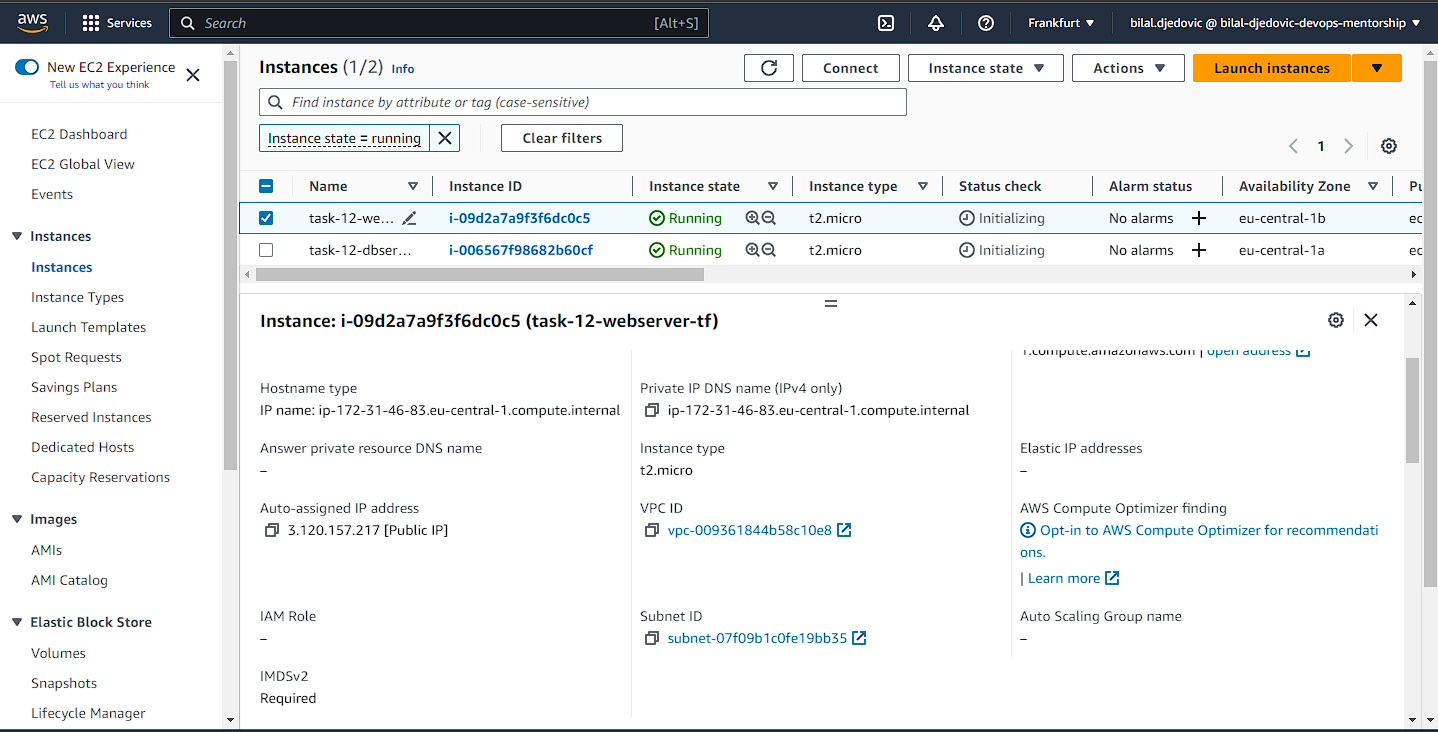 aws
Services
Search [Alt+S]
Frankfurt
bilal.djedovic @ bilal-djedovic-devops-mentorship
New EC2 Experience
Tell us what you think
EC2 Dashboard
EC2 Global View
Events
Instances
Instances
Instance Types
Launch Templates
Spot Requests
Savings Plans
Reserved Instances
Dedicated Hosts
Capacity Reservations
Images
AMIs
AMI Catalog
Elastic Block Store
Volumes
Snapshots
Lifecycle Manager
Instances (1/2) Info
Connect
Instance state
Actions
Launch instances
Find instance by attribute or tag (case-sensitive)
Instance state = running
Clear filters
1
Name Instance ID Instance state Instance type Status check Alarm status Availability Zone Pu
task-12-we... i-09d2a7a9f3f6dc0c5 Running t2.micro Initializing No alarms eu-central-1b ec
task-12-dbser... i-006567f98682b60cf Running t2.micro Initializing No alarms eu-central-1a ec
Instance: i-09d2a7a9f3f6dc0c5 (task-12-webserver-tf)
1.compute.amazonaws.com | open address
Hostname type
IP name: ip-172-31-46-83.eu-central-1.compute.internal
Private IP DNS name (IPv4 only)
ip-172-31-46-83.eu-central-1.compute.internal
Answer private resource DNS name
–
Instance type
t2.micro
Elastic IP addresses
–
Auto-assigned IP address
3.120.157.217 [Public IP]
VPC ID
vpc-009361844b58c10e8
AWS Compute Optimizer finding
Opt-in to AWS Compute Optimizer for recommendati
ons.
| Learn more
IAM Role
–
Subnet ID
subnet-07f09b1c0fe19bb35
Auto Scaling Group name
–
IMDSv2
Required